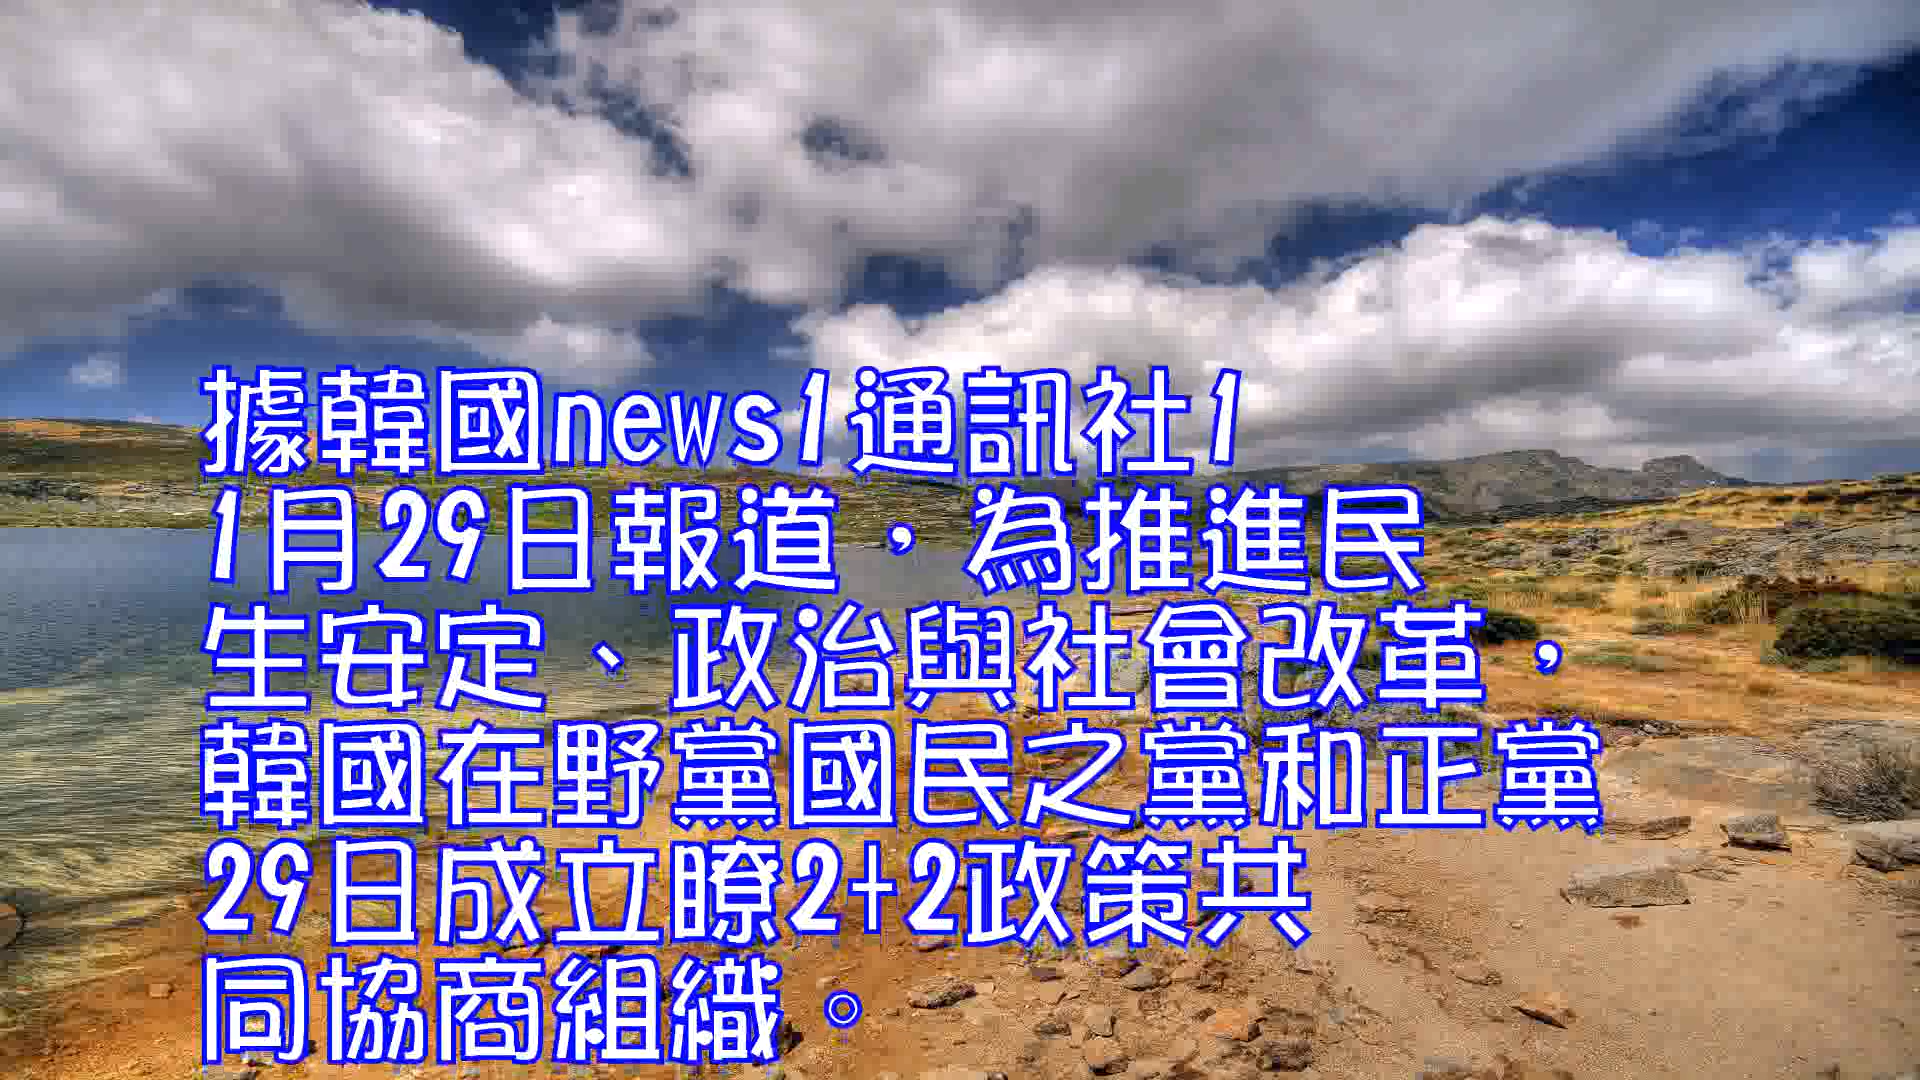 據韓國news1通訊社1
1月29日報道，為推進民
生安定、政治與社會改革，
韓國在野黨國民之黨和正黨
29日成立瞭2+2政策共
同協商組織。